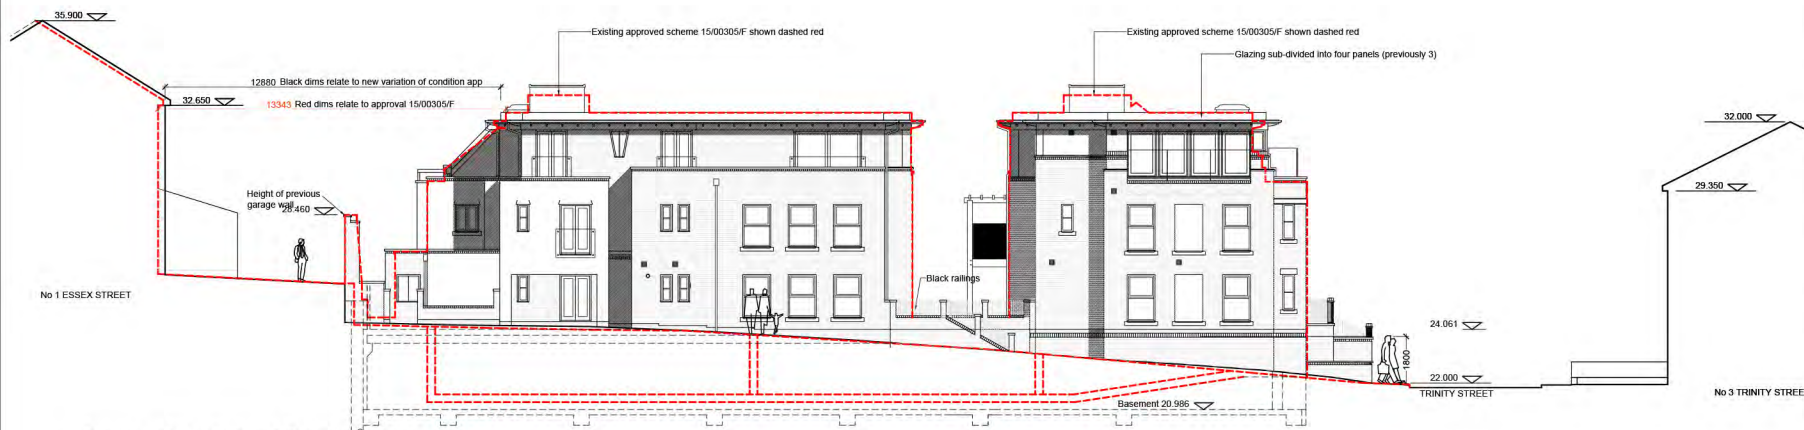 35.900
Existing approved scheme 15/00305/F shown dashed red
Existing approved scheme 15/00305/F shown dashed red
Glazing sub-divided into four panels (previously 3)
12880 Black dims relate to new variation of condition app
32.650
13343 Red dims relate to approval 15/00305/F
32.000
29.350
Height of previous
garage wall
28.460
Black railings
No 1 ESSEX STREET
24.061
1800
22.000
TRINITY STREET
No 3 TRINITY STREE
Basement 20.986